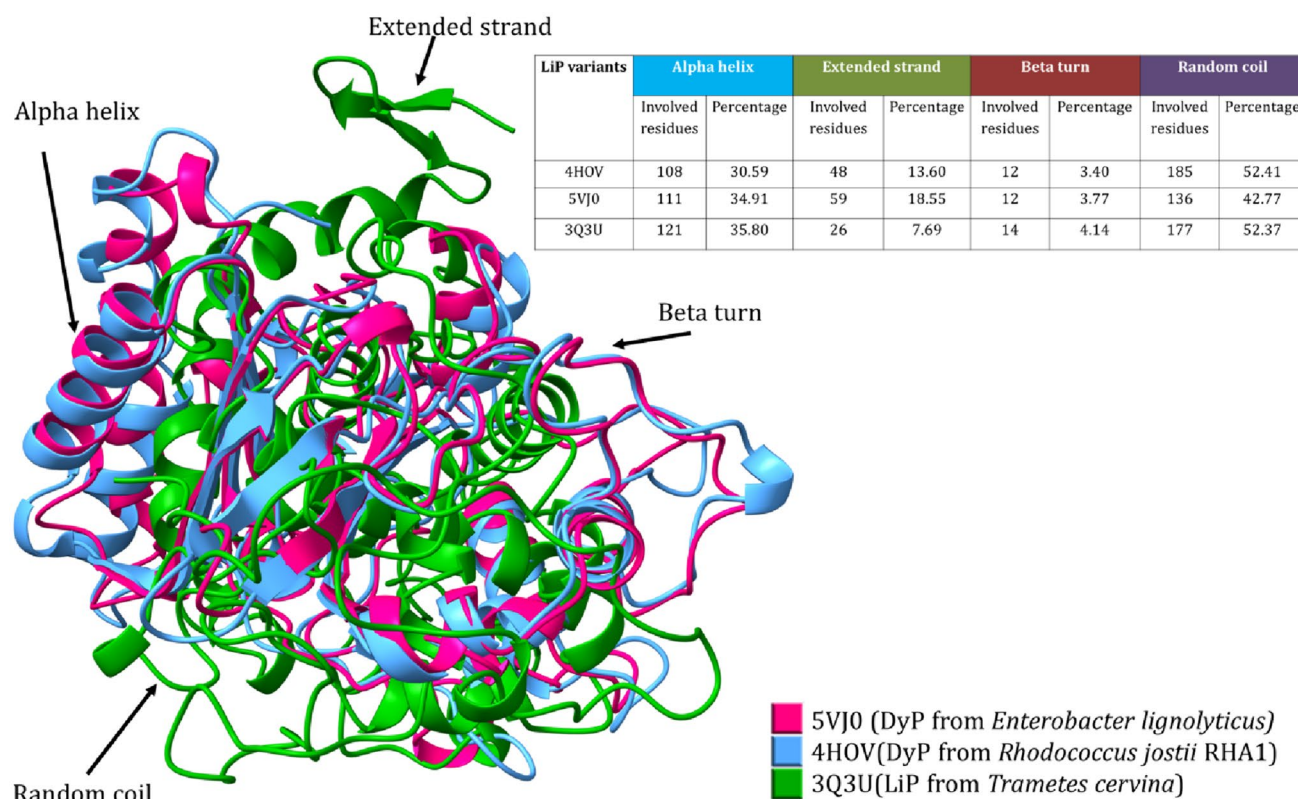 Extended strand
Alpha helix
LiP variants Alpha helix Extended strand Beta turn Random coil
Involved residues Percentage Involved residues Percentage Involved residues Percentage Involved residues Percentage
4HOV 108 30.59 48 13.60 12 3.40 185 52.41
5VJ0 111 34.91 59 18.55 12 3.77 136 42.77
3Q3U 121 35.80 26 7.69 14 4.14 177 52.37
Beta turn
Random coil
5VJ0 (DyP from Enterobacter lignolyticus)
4HOV(DyP from Rhodococcus jostii RHA1)
3Q3U(LiP from Trametes cervina)